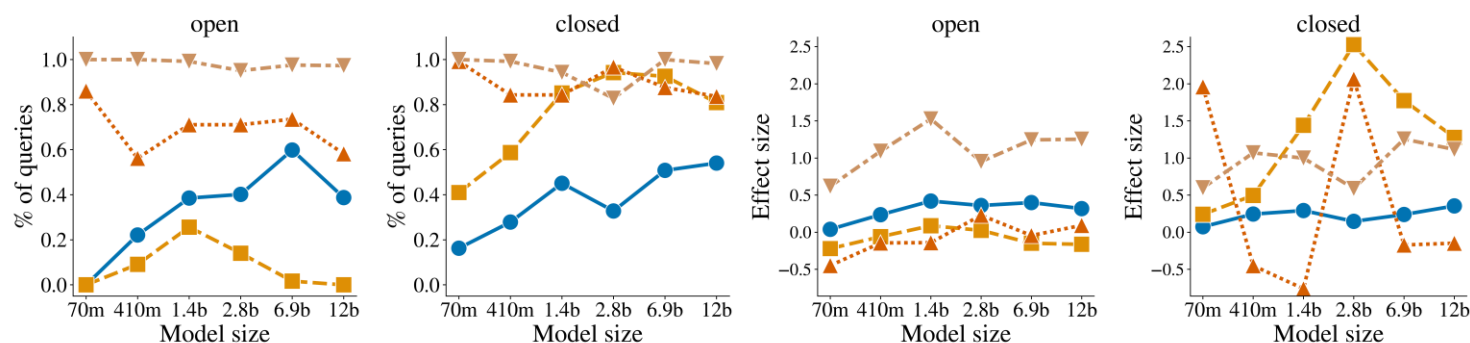 open
% of queries
1.0
0.8
0.6
0.4
0.2
0.0
70m 410m 1.4b 2.8b 6.9b 12b
Model size
closed
% of queries
1.0
0.8
0.6
0.4
0.2
0.0
70m 410m 1.4b 2.8b 6.9b 12b
Model size
open
Effect size
2.5
2.0
1.5
1.0
0.5
0.0
−0.5
70m 410m 1.4b 2.8b 6.9b 12b
Model size
closed
Effect size
2.5
2.0
1.5
1.0
0.5
0.0
−0.5
70m 410m 1.4b 2.8b 6.9b 12b
Model size